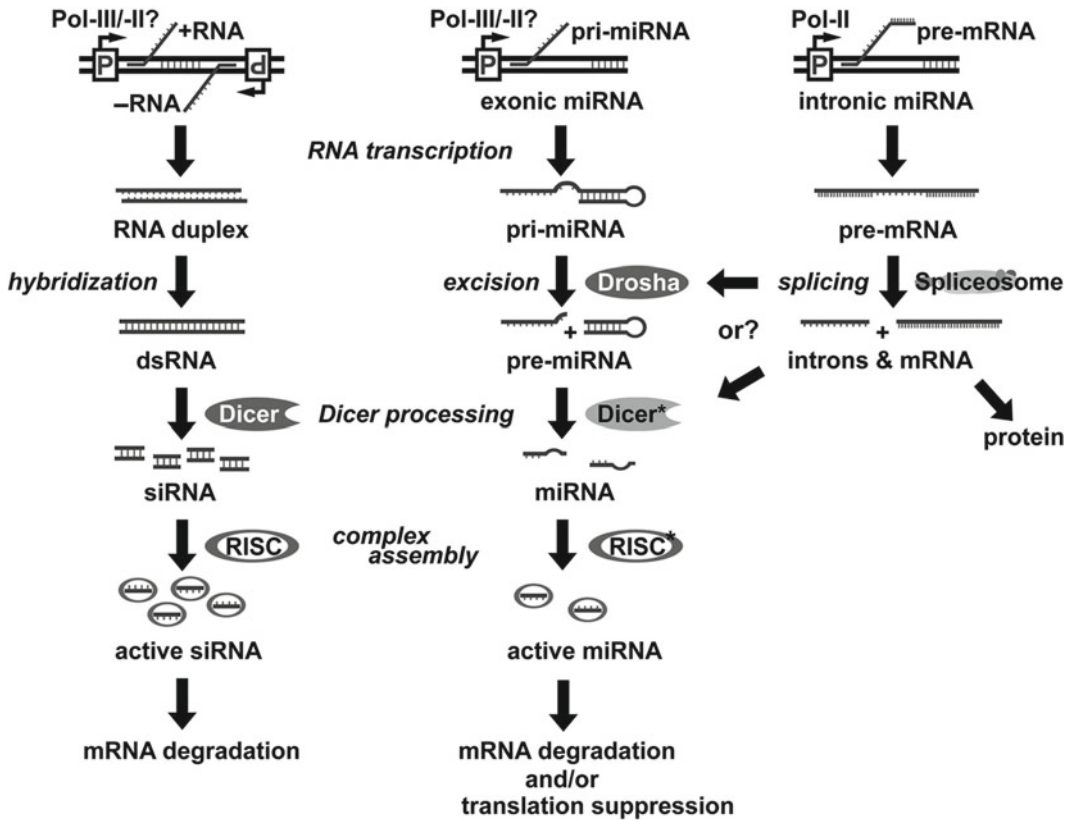 Pol-III/-II?
+RNA
P
P
–RNA
RNA duplex
hybridization
dsRNA
Dicer
siRNA
RISC
active siRNA
mRNA degradation
RNA transcription
Dicer processing
complex
assembly
Pol-III/-II?
pri-miRNA
P
exonic miRNA
pri-miRNA
excision
Drosha
+
pre-miRNA
Dicer*
miRNA
RISC*
active miRNA
mRNA degradation
and/or
translation suppression
Pol-II
pre-mRNA
P
intronic miRNA
pre-mRNA
splicing
Spliceosome
or?
+
introns & mRNA
protein